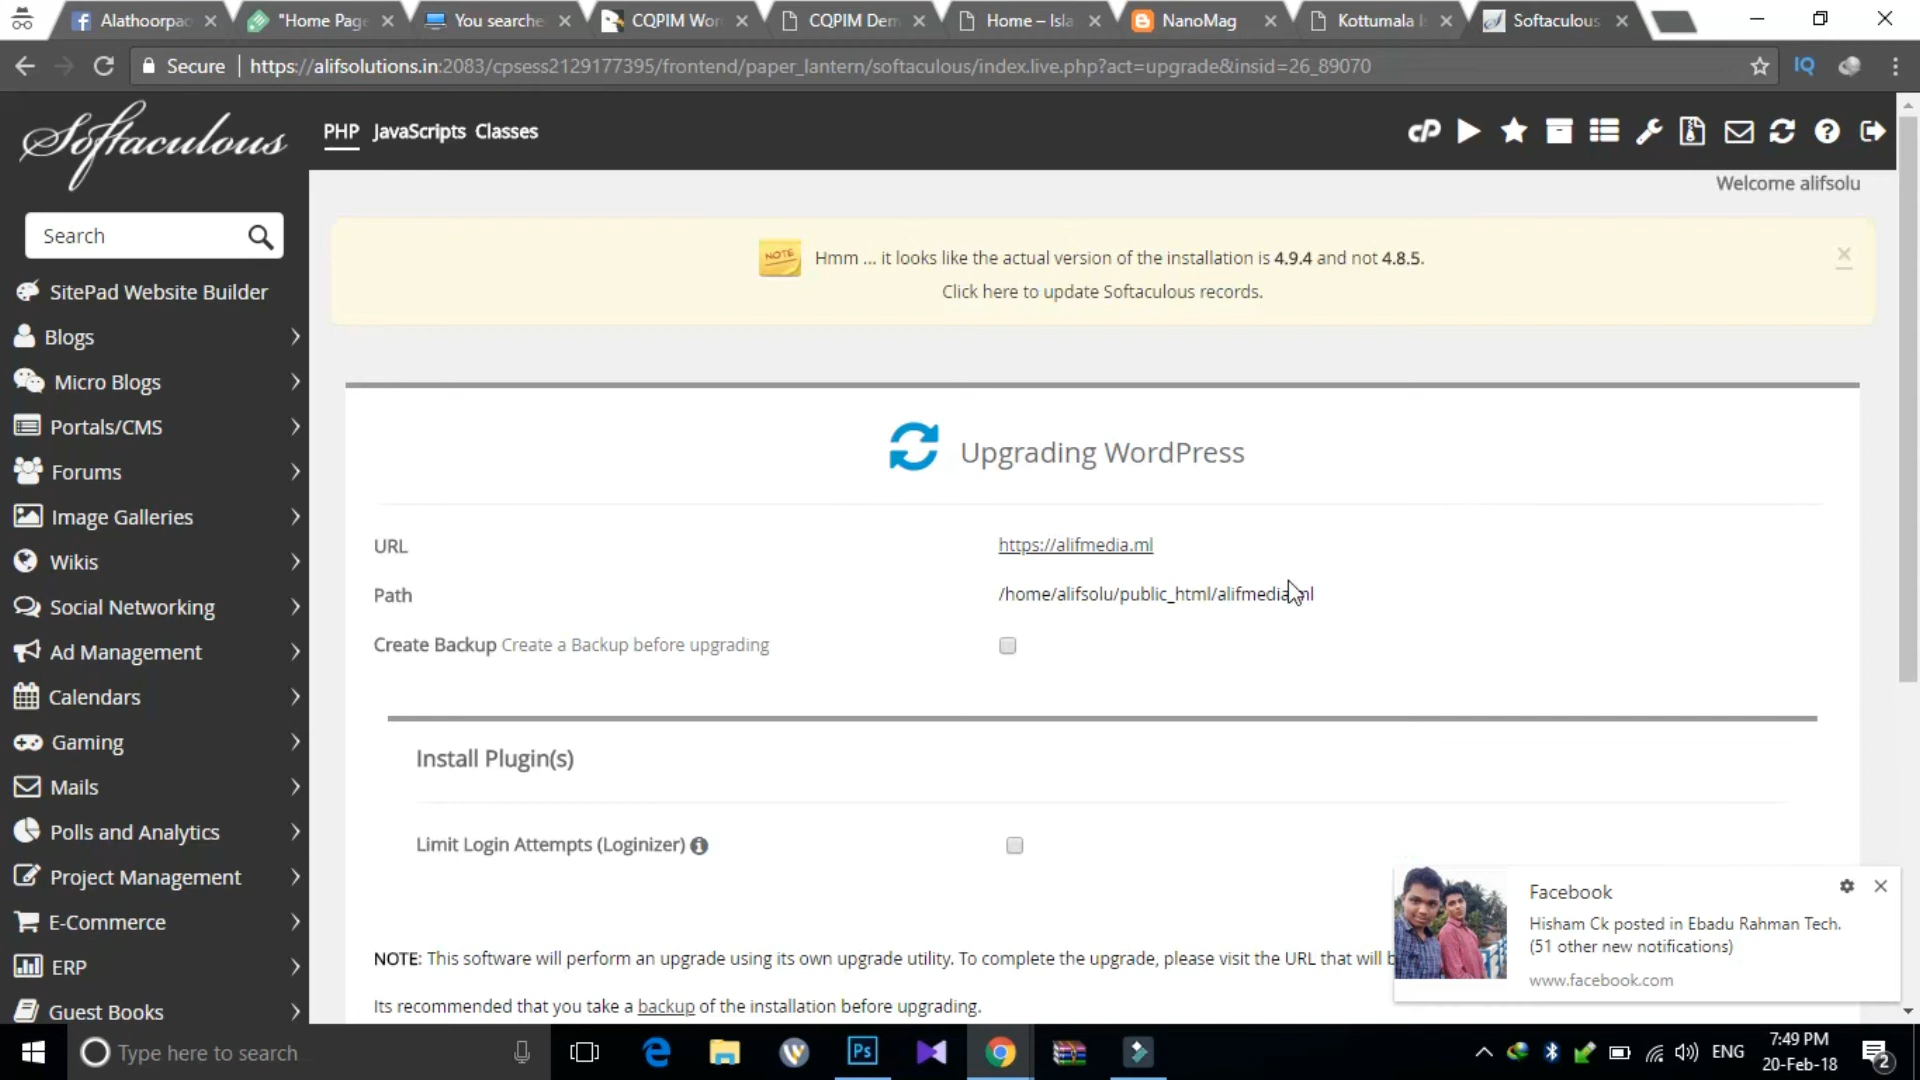 Alathoorpa
"Home Page
You searche
CQPIM Wor
CQPIM Dem
Home – Isla
NanoMag
Kottumala I
Softaculous
Secure
https://alifsolutions.in:2083/cpsess2129177395/frontend/paper_lantern/softaculous/index.live.php?act=upgrade&insid=26_89070
IQ
Softaculous
PHP JavaScripts Classes
cP
Welcome alifsolu
Search
NOTE
Hmm ... it looks like the actual version of the installation is 4.9.4 and not 4.8.5.
Click here to update Softaculous records.
SitePad Website Builder
Blogs
Micro Blogs
Portals/CMS
Forums
Image Galleries
Wikis
Social Networking
Ad Management
Calendars
Gaming
Mails
Polls and Analytics
Project Management
E-Commerce
ERP
Guest Books
Upgrading WordPress
URL
https://alifmedia.ml
Path
/home/alifsolu/public_html/alifmedia.ml
Create Backup Create a Backup before upgrading
Install Plugin(s)
Limit Login Attempts (Loginizer)
NOTE: This software will perform an upgrade using its own upgrade utility. To complete the upgrade, please visit the URL that will b
Its recommended that you take a backup of the installation before upgrading.
Facebook
Hisham Ck posted in Ebadu Rahman Tech.
(51 other new notifications)
www.facebook.com
Type here to search
Ps
ENG
7:49 PM
20-Feb-18
2